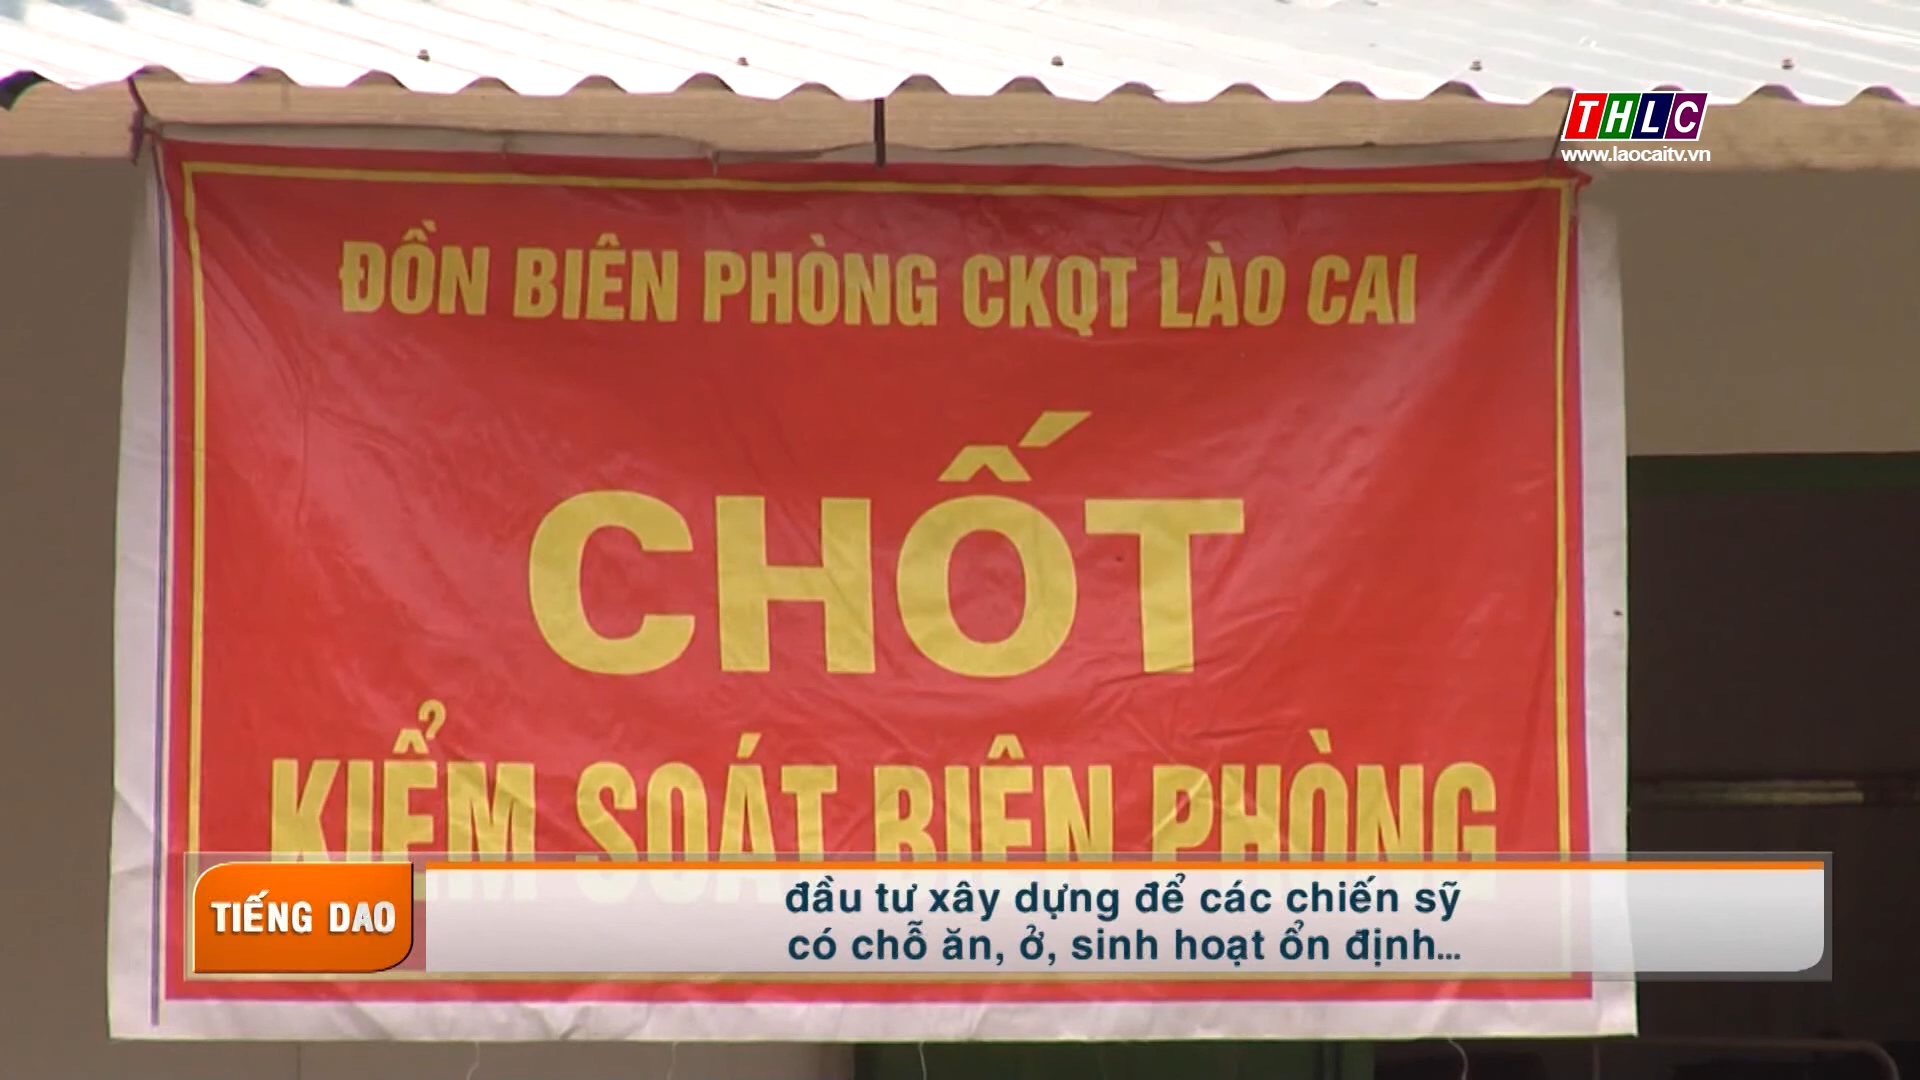 THLC
www.laocaitv.vn
ĐỒN BIÊN PHÒNG CKQT LÀO CAI
CHỐT
KIỂM SOÁT BIÊN PHÒNG
TIẾNG DAO
đầu tư xây dựng để các chiến sỹ
có chỗ ăn, ở, sinh hoạt ổn định...